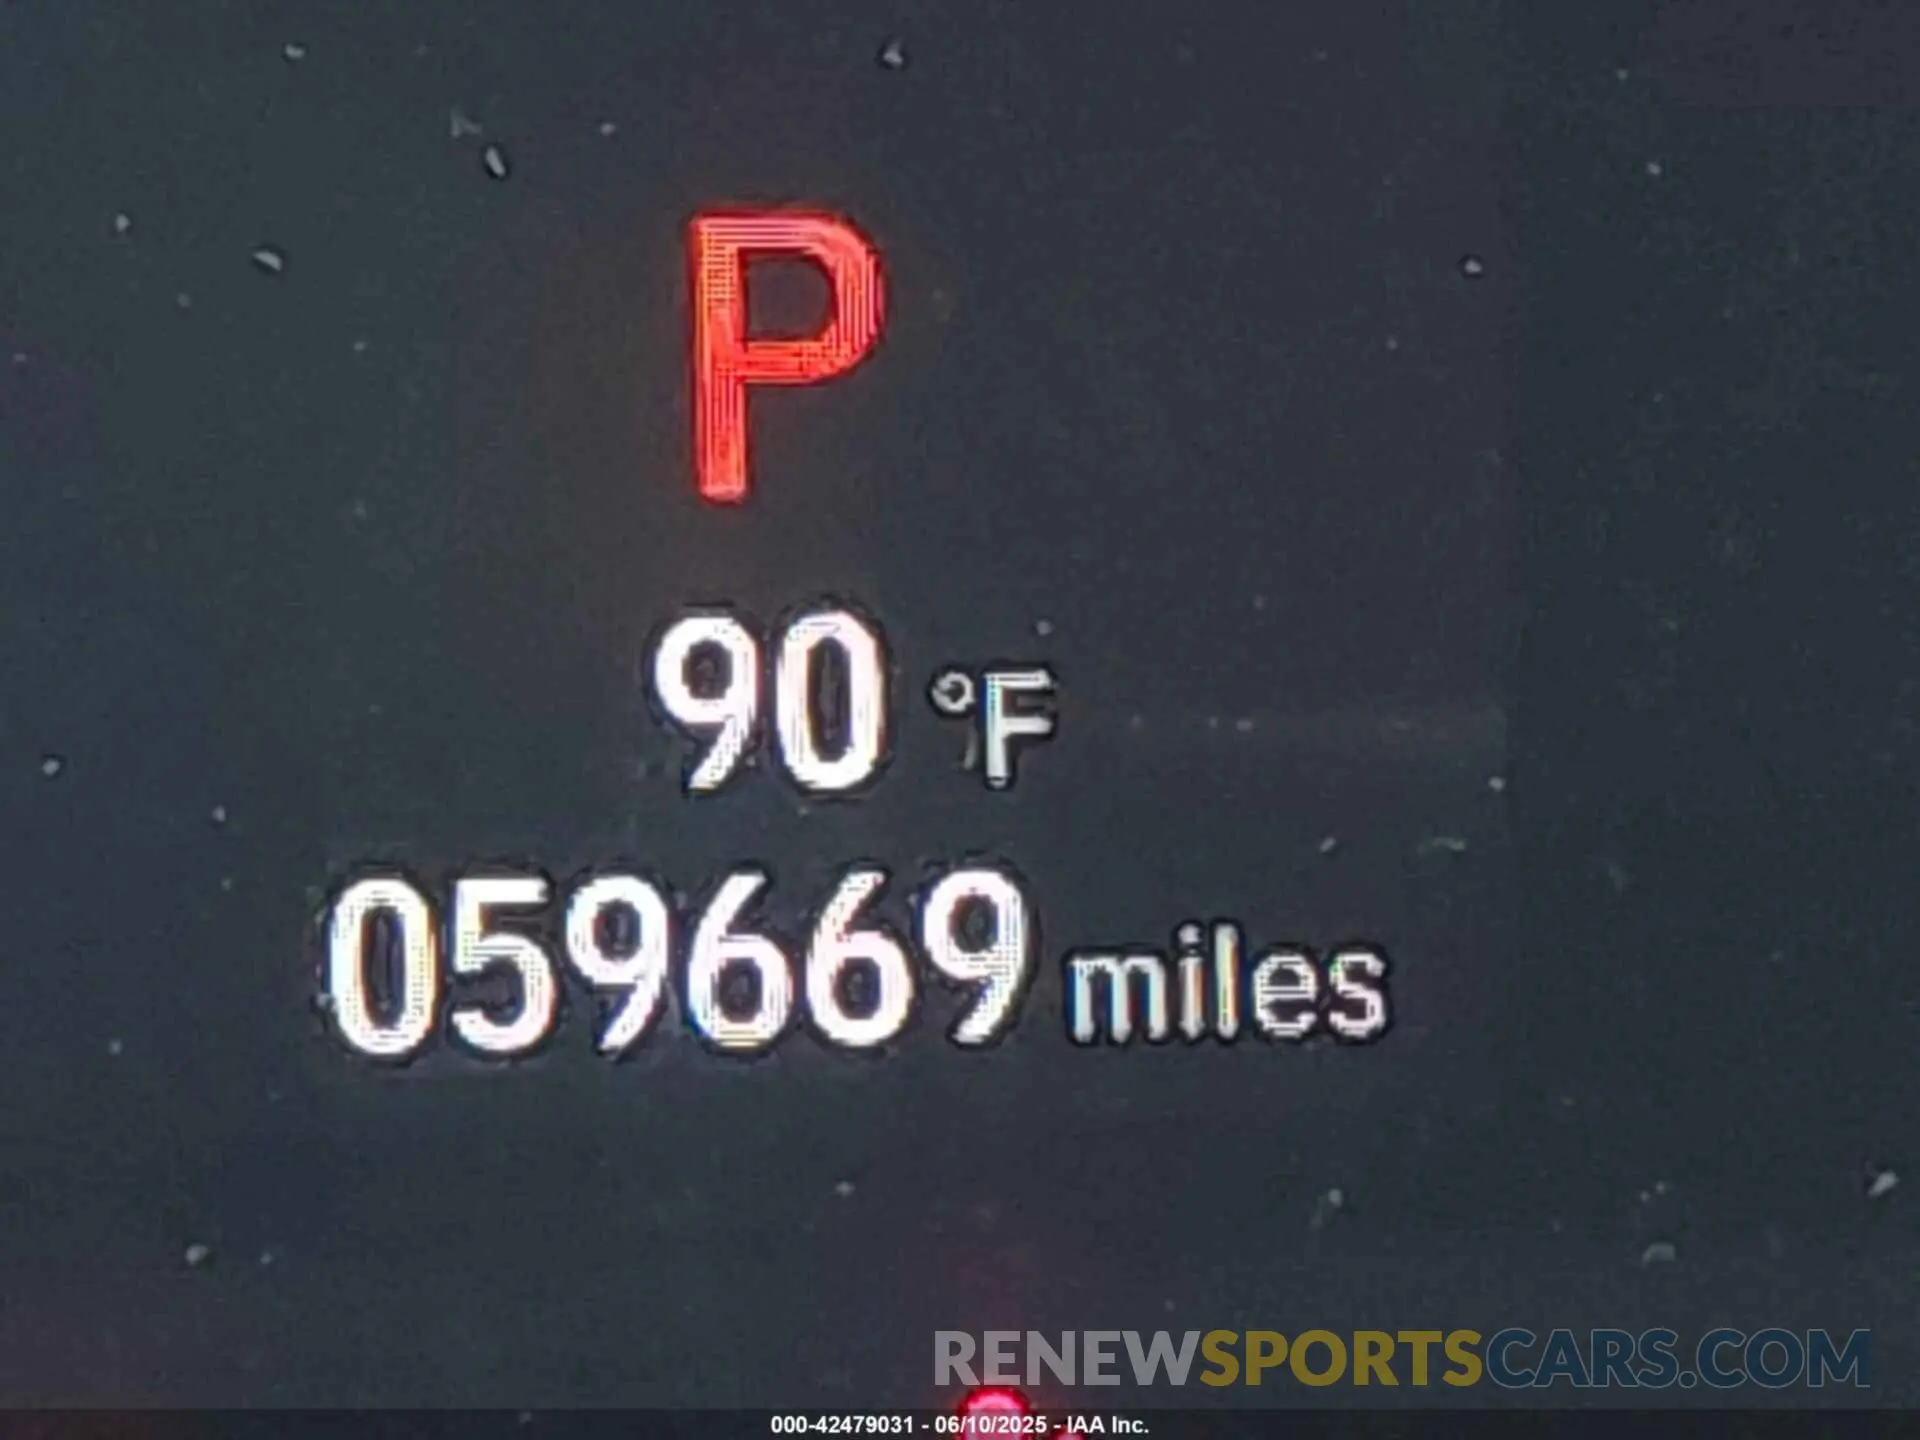 P
90 °F
059669 miles
RENEWSPORTSCARS.COM
000-42479031 - 06/10/2025 - IAA Inc.